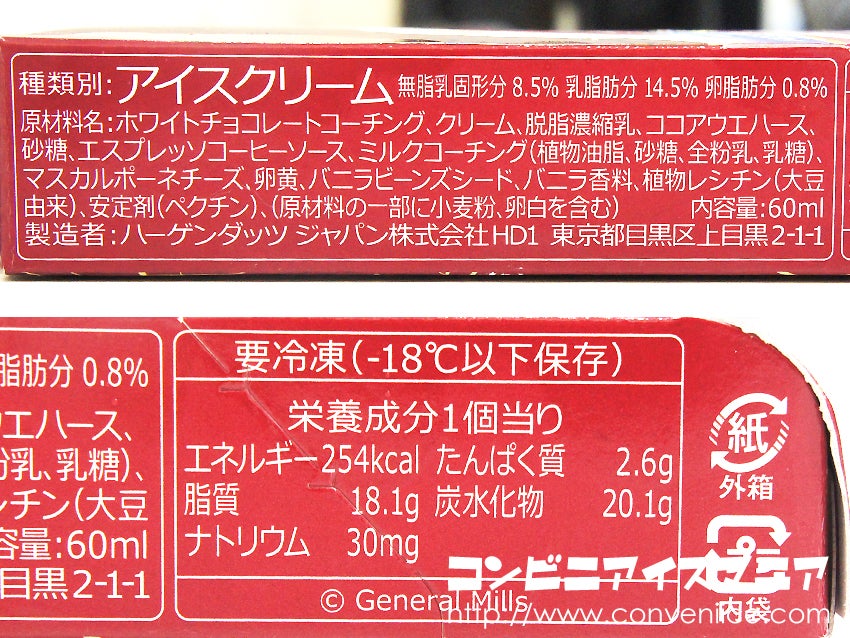 種類別:アイスクリーム 無脂乳固形分 8.5% 乳脂肪分 14.5% 卵脂肪分 0.8%
原材料名:ホワイトチョコレートコーチング、クリーム、脱脂濃縮乳、ココアウエハース、
砂糖、エスプレッソコーヒーソース、ミルクコーチング(植物油脂、砂糖、全粉乳、乳糖)、
マスカルポーネチーズ、卵黄、バニラビーンズシード、バニラ香料、植物レシチン(大豆
由来)、安定剤(ペクチン)、(原材料の一部に小麦粉、卵白を含む) 内容量:60ml
製造者:ハーゲンダッツ ジャパン株式会社HD1 東京都目黒区上目黒2-1-1
脂肪分 0.8%
ウエハース、
粉乳、乳糖)、
シチン(大豆
容量:60ml
目黒2-1-1
要冷凍(-18℃以下保存)
栄養成分1個当り
エネルギー254kcal たんぱく質 2.6g
脂質 18.1g 炭水化物 20.1g
ナトリウム 30mg
© General Mills
紙
外箱
プラ
内袋
コンビニアイスマニア
http://www.conveniice.com